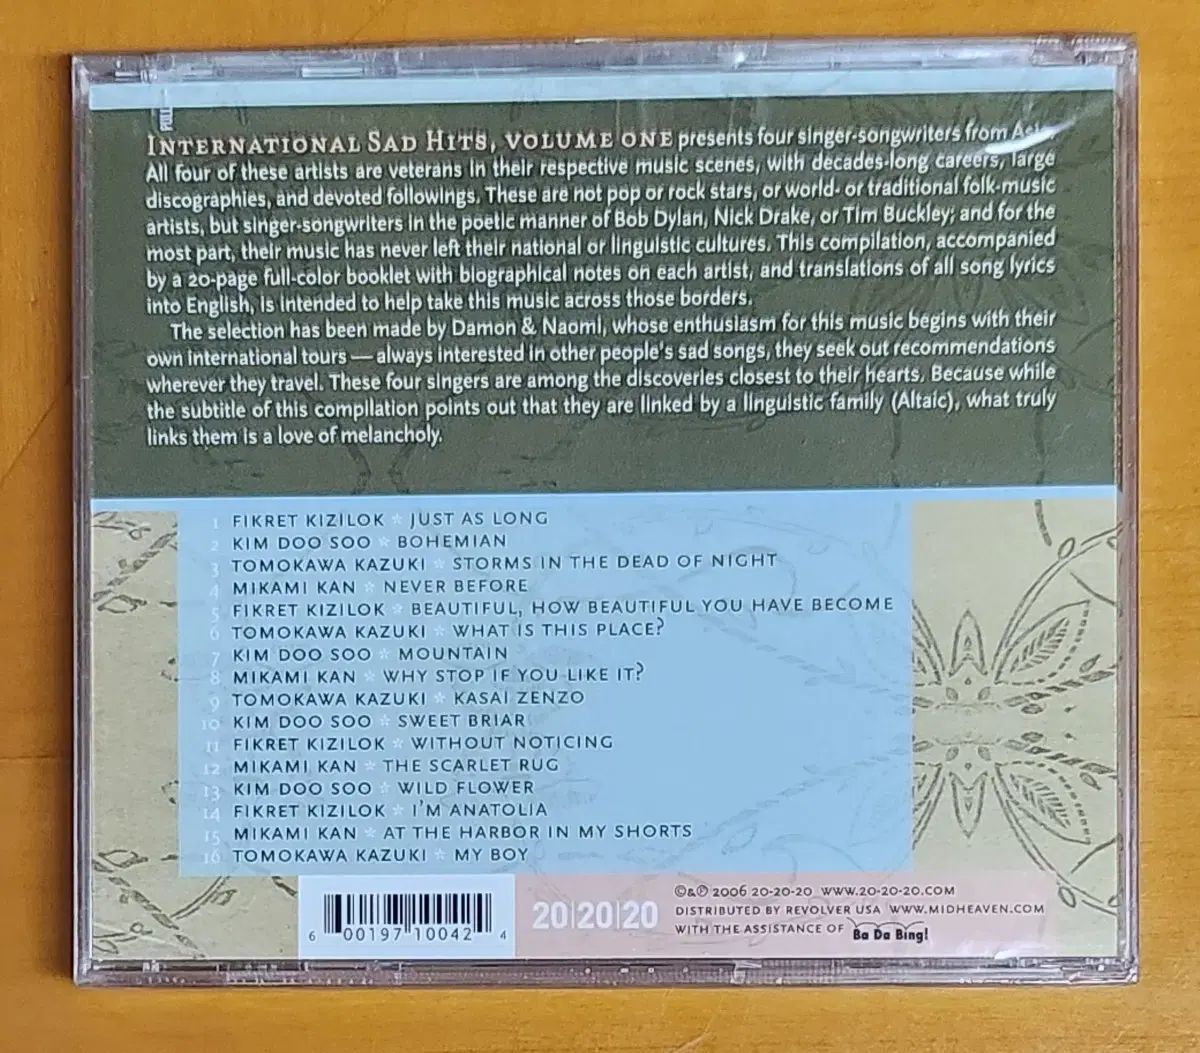 INTERNATIONAL SAD HITS, VOLUME ONE presents four singer-songwriters from
All four of these artists are veterans in their respective music scenes, with decades-long careers, large
discographies, and devoted followings. These are not pop or rock stars, or world- or traditional folk-music
artists, but singer-songwriters in the poetic manner of Bob Dylan, Nick Drake, or Tim Buckley; and for the
most part, their music has never left their national or linguistic cultures. This compilation, accompanied
by a 20-page full-color booklet with biographical notes on each artist, and translations of all song lyrics
into English, is intended to help take this music across those borders.
The selection has been made by Damon & Naomi, whose enthusiasm for this music begins with their
own international tours — always interested in other people's sad songs, they seek out recommendations
wherever they travel. These four singers are among the discoveries closest to their hearts. Because while
the subtitle of this compilation points out that they are linked by a linguistic family (Altaic), what truly
links them is a love of melancholy.
1 FIKRET KIZILOK ☆ JUST AS LONG
2 KIM DOO SOO ☆ BOHEMIAN
3 TOMOKAWA KAZUKI ☆ STORMS IN THE DEAD OF NIGHT
4 MIKAMI KAN ☆ NEVER BEFORE
5 FIKRET KIZILOK ☆ BEAUTIFUL, HOW BEAUTIFUL YOU HAVE BECOME
6 TOMOKAWA KAZUKI ☆ WHAT IS THIS PLACE?
7 KIM DOO SOO ☆ MOUNTAIN
8 MIKAMI KAN ☆ WHY STOP IF YOU LIKE IT?
9 TOMOKAWA KAZUKI ☆ KASAI ZENZO
10 KIM DOO SOO ☆ SWEET BRIAR
11 FIKRET KIZILOK ☆ WITHOUT NOTICING
12 MIKAMI KAN ☆ THE SCARLET RUG
13 KIM DOO SOO ☆ WILD FLOWER
14 FIKRET KIZILOK ☆ I'M ANATOLIA
15 MIKAMI KAN ☆ AT THE HARBOR IN MY SHORTS
16 TOMOKAWA KAZUKI ☆ MY BOY
6 00197 10042 4
20|20|20
©&℗ 2006 20-20-20 WWW.20-20-20.COM
DISTRIBUTED BY REVOLVER USA WWW.MIDHEAVEN.COM
WITH THE ASSISTANCE OF Ba Da Bing!